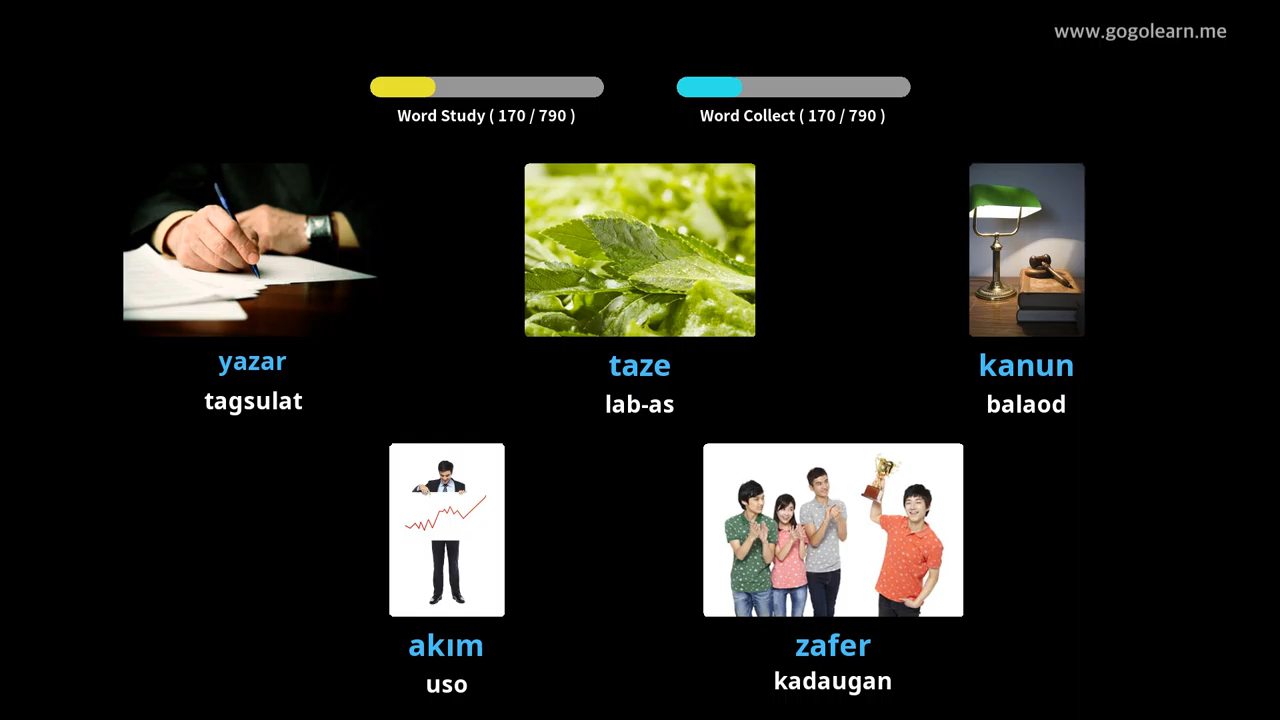 www.gogolearn.me
Word Study ( 170 / 790 )
Word Collect ( 170 / 790 )
yazar
tagsulat
taze
lab-as
kanun
balaod
akım
uso
zafer
kadaugan